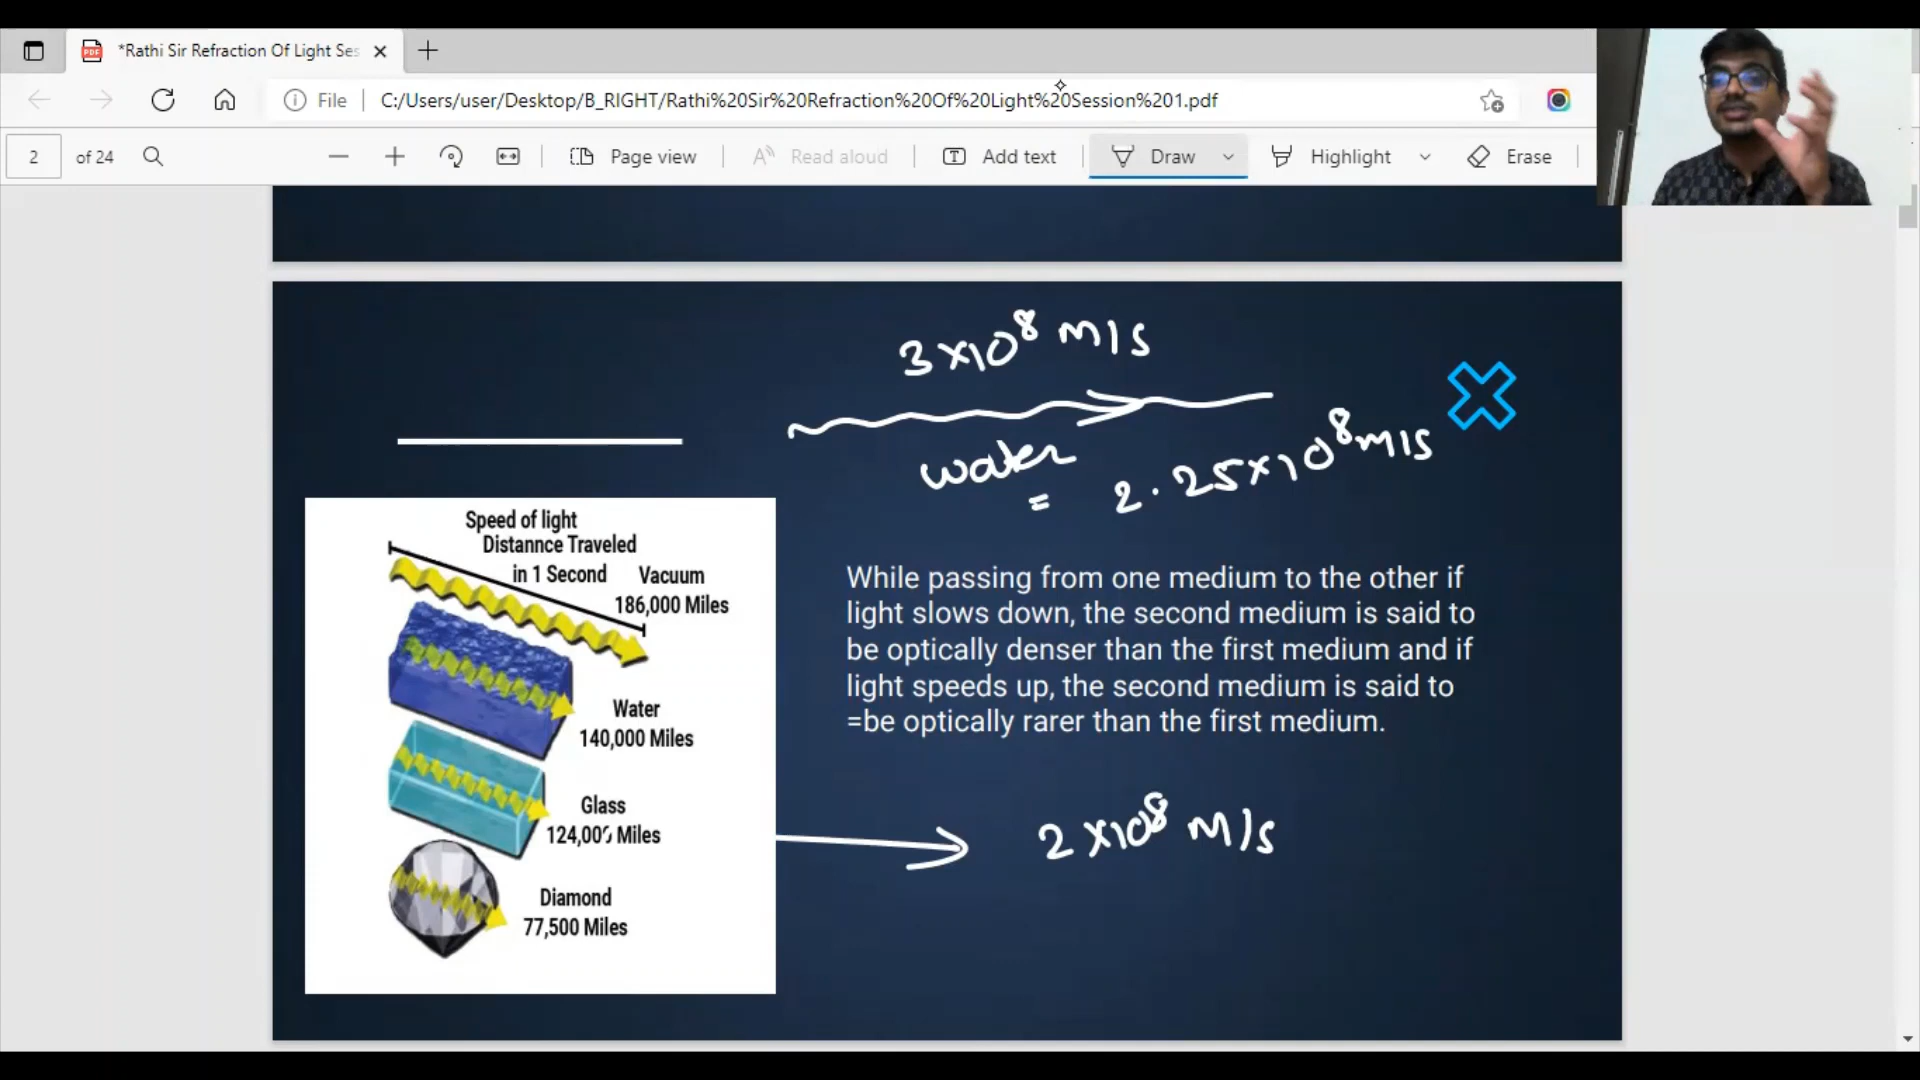 *Rathi Sir Refraction Of Light Ses
File
C:/Users/user/Desktop/B_RIGHT/Rathi%20Sir%20Refraction%20Of%20Light%20Session%201.pdf
2 of 24
Page view
Read aloud
Add text
Draw
Highlight
Erase
3×10⁸ m/s
water
= 2.25×10⁸ m/s
Speed of light
Distannce Traveled
in 1 Second
Vacuum
186,000 Miles
Water
140,000 Miles
Glass
124,000 Miles
Diamond
77,500 Miles
While passing from one medium to the other if
light slows down, the second medium is said to
be optically denser than the first medium and if
light speeds up, the second medium is said to
=be optically rarer than the first medium.
2×10⁸ m/s